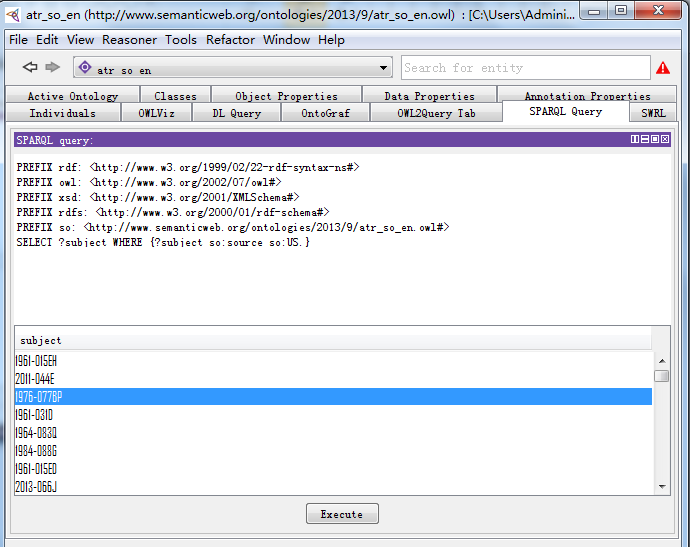 atr_so_en (http://www.semanticweb.org/ontologies/2013/9/atr_so_en.owl) : [C:\Users\Admini...
File Edit View Reasoner Tools Refactor Window Help
atr so en
Search for entity
Active Ontology Classes Object Properties Data Properties Annotation Properties
Individuals OWLViz DL Query OntoGraf OWL2Query Tab SPARQL Query SWRL
SPARQL query:
PREFIX rdf: <http://www.w3.org/1999/02/22-rdf-syntax-ns#>
PREFIX owl: <http://www.w3.org/2002/07/owl#>
PREFIX xsd: <http://www.w3.org/2001/XMLSchema#>
PREFIX rdfs: <http://www.w3.org/2000/01/rdf-schema#>
PREFIX so: <http://www.semanticweb.org/ontologies/2013/9/atr_so_en.owl#>
SELECT ?subject WHERE {?subject so:source so:US.}
subject
1961-015EH
2011-044E
1976-077BP
1961-031D
1964-083Q
1984-088G
1961-015ED
2013-066J
Execute